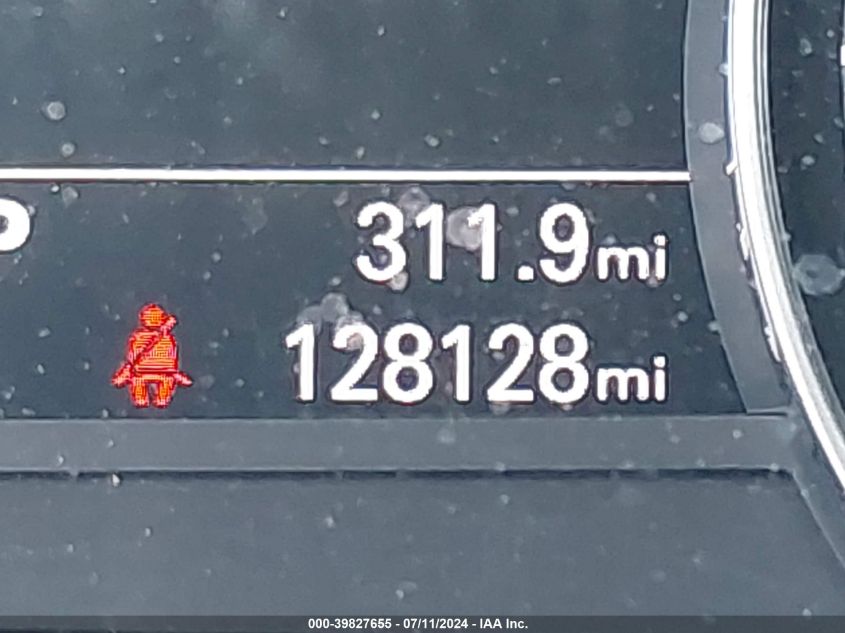 P
311.9mi
128128mi
000-39827655 - 07/11/2024 - IAA Inc.